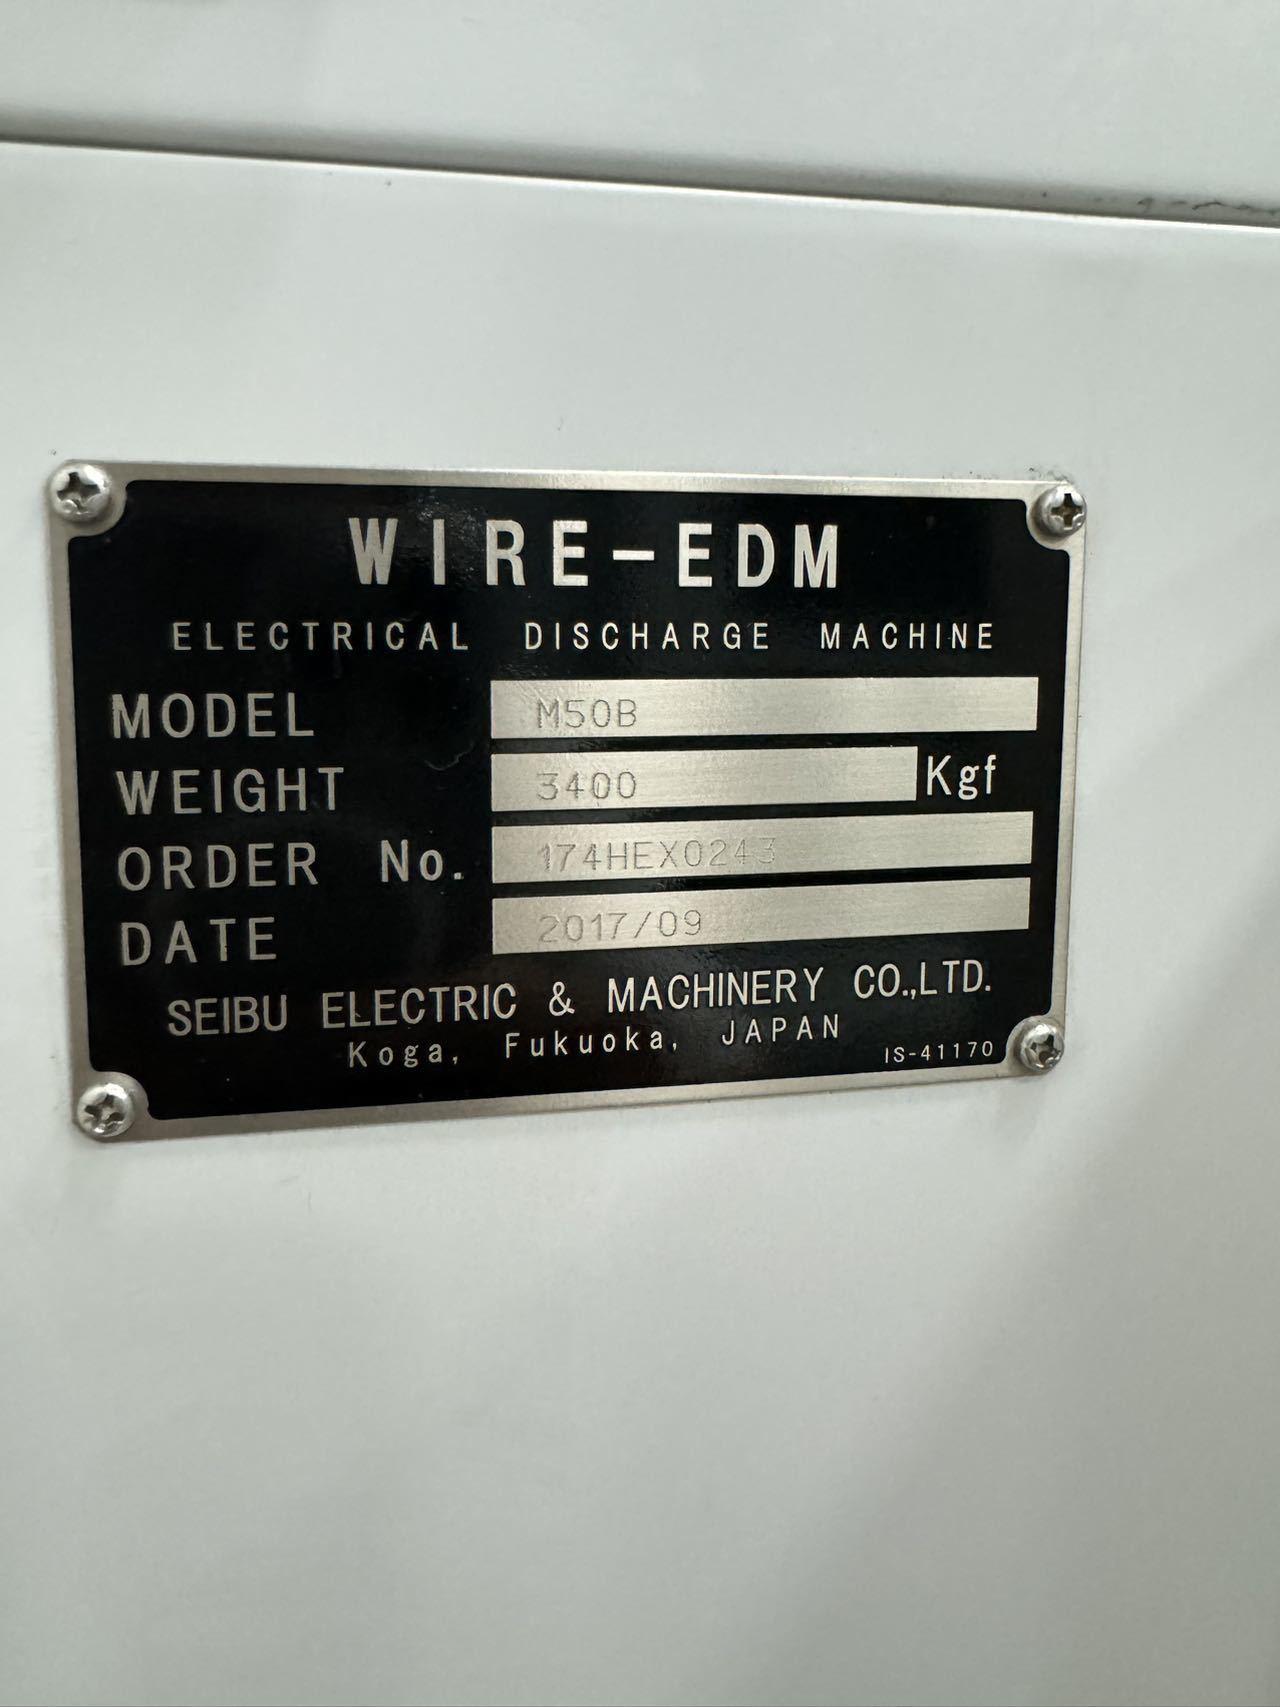 WIRE-EDM
ELECTRICAL DISCHARGE MACHINE
MODEL M50B
WEIGHT 3400 Kgf
ORDER No. 174HEX0243
DATE 2017/09
SEIBU ELECTRIC & MACHINERY CO.,LTD.
Koga, Fukuoka, JAPAN
IS-41170